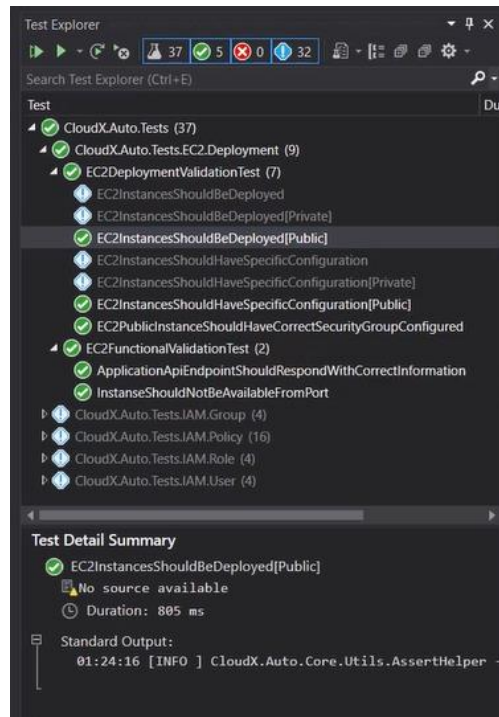 Test Explorer
37 5 0 32
Search Test Explorer (Ctrl+E)
Test Du
CloudX.Auto.Tests (37)
CloudX.Auto.Tests.EC2.Deployment (9)
EC2DeploymentValidationTest (7)
EC2InstancesShouldBeDeployed
EC2InstancesShouldBeDeployed[Private]
EC2InstancesShouldBeDeployed[Public]
EC2InstancesShouldHaveSpecificConfiguration
EC2InstancesShouldHaveSpecificConfiguration[Private]
EC2InstancesShouldHaveSpecificConfiguration[Public]
EC2PublicInstanceShouldHaveCorrectSecurityGroupConfigured
EC2FunctionalValidationTest (2)
ApplicationApiEndpointShouldRespondWithCorrectInformation
InstanseShouldNotBeAvailableFromPort
CloudX.Auto.Tests.IAM.Group (4)
CloudX.Auto.Tests.IAM.Policy (16)
CloudX.Auto.Tests.IAM.Role (4)
CloudX.Auto.Tests.IAM.User (4)
Test Detail Summary
EC2InstancesShouldBeDeployed[Public]
No source available
Duration: 805 ms
Standard Output:
01:24:16 [INFO ] CloudX.Auto.Core.Utils.AssertHelper -